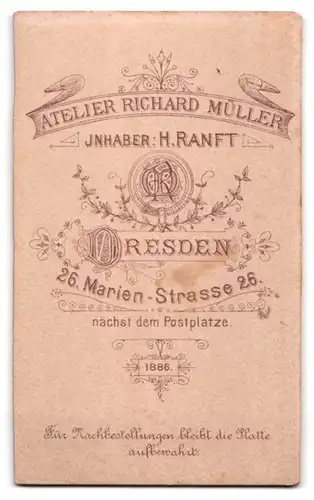 ATELIER RICHARD MÜLLER
JNHABER: H. RANFT
DRESDEN
26. Marien-Strasse 26.
nächst dem Postplatze.
1886.
Für Nachbestellungen bleibt die Platte
aufbewahrt.